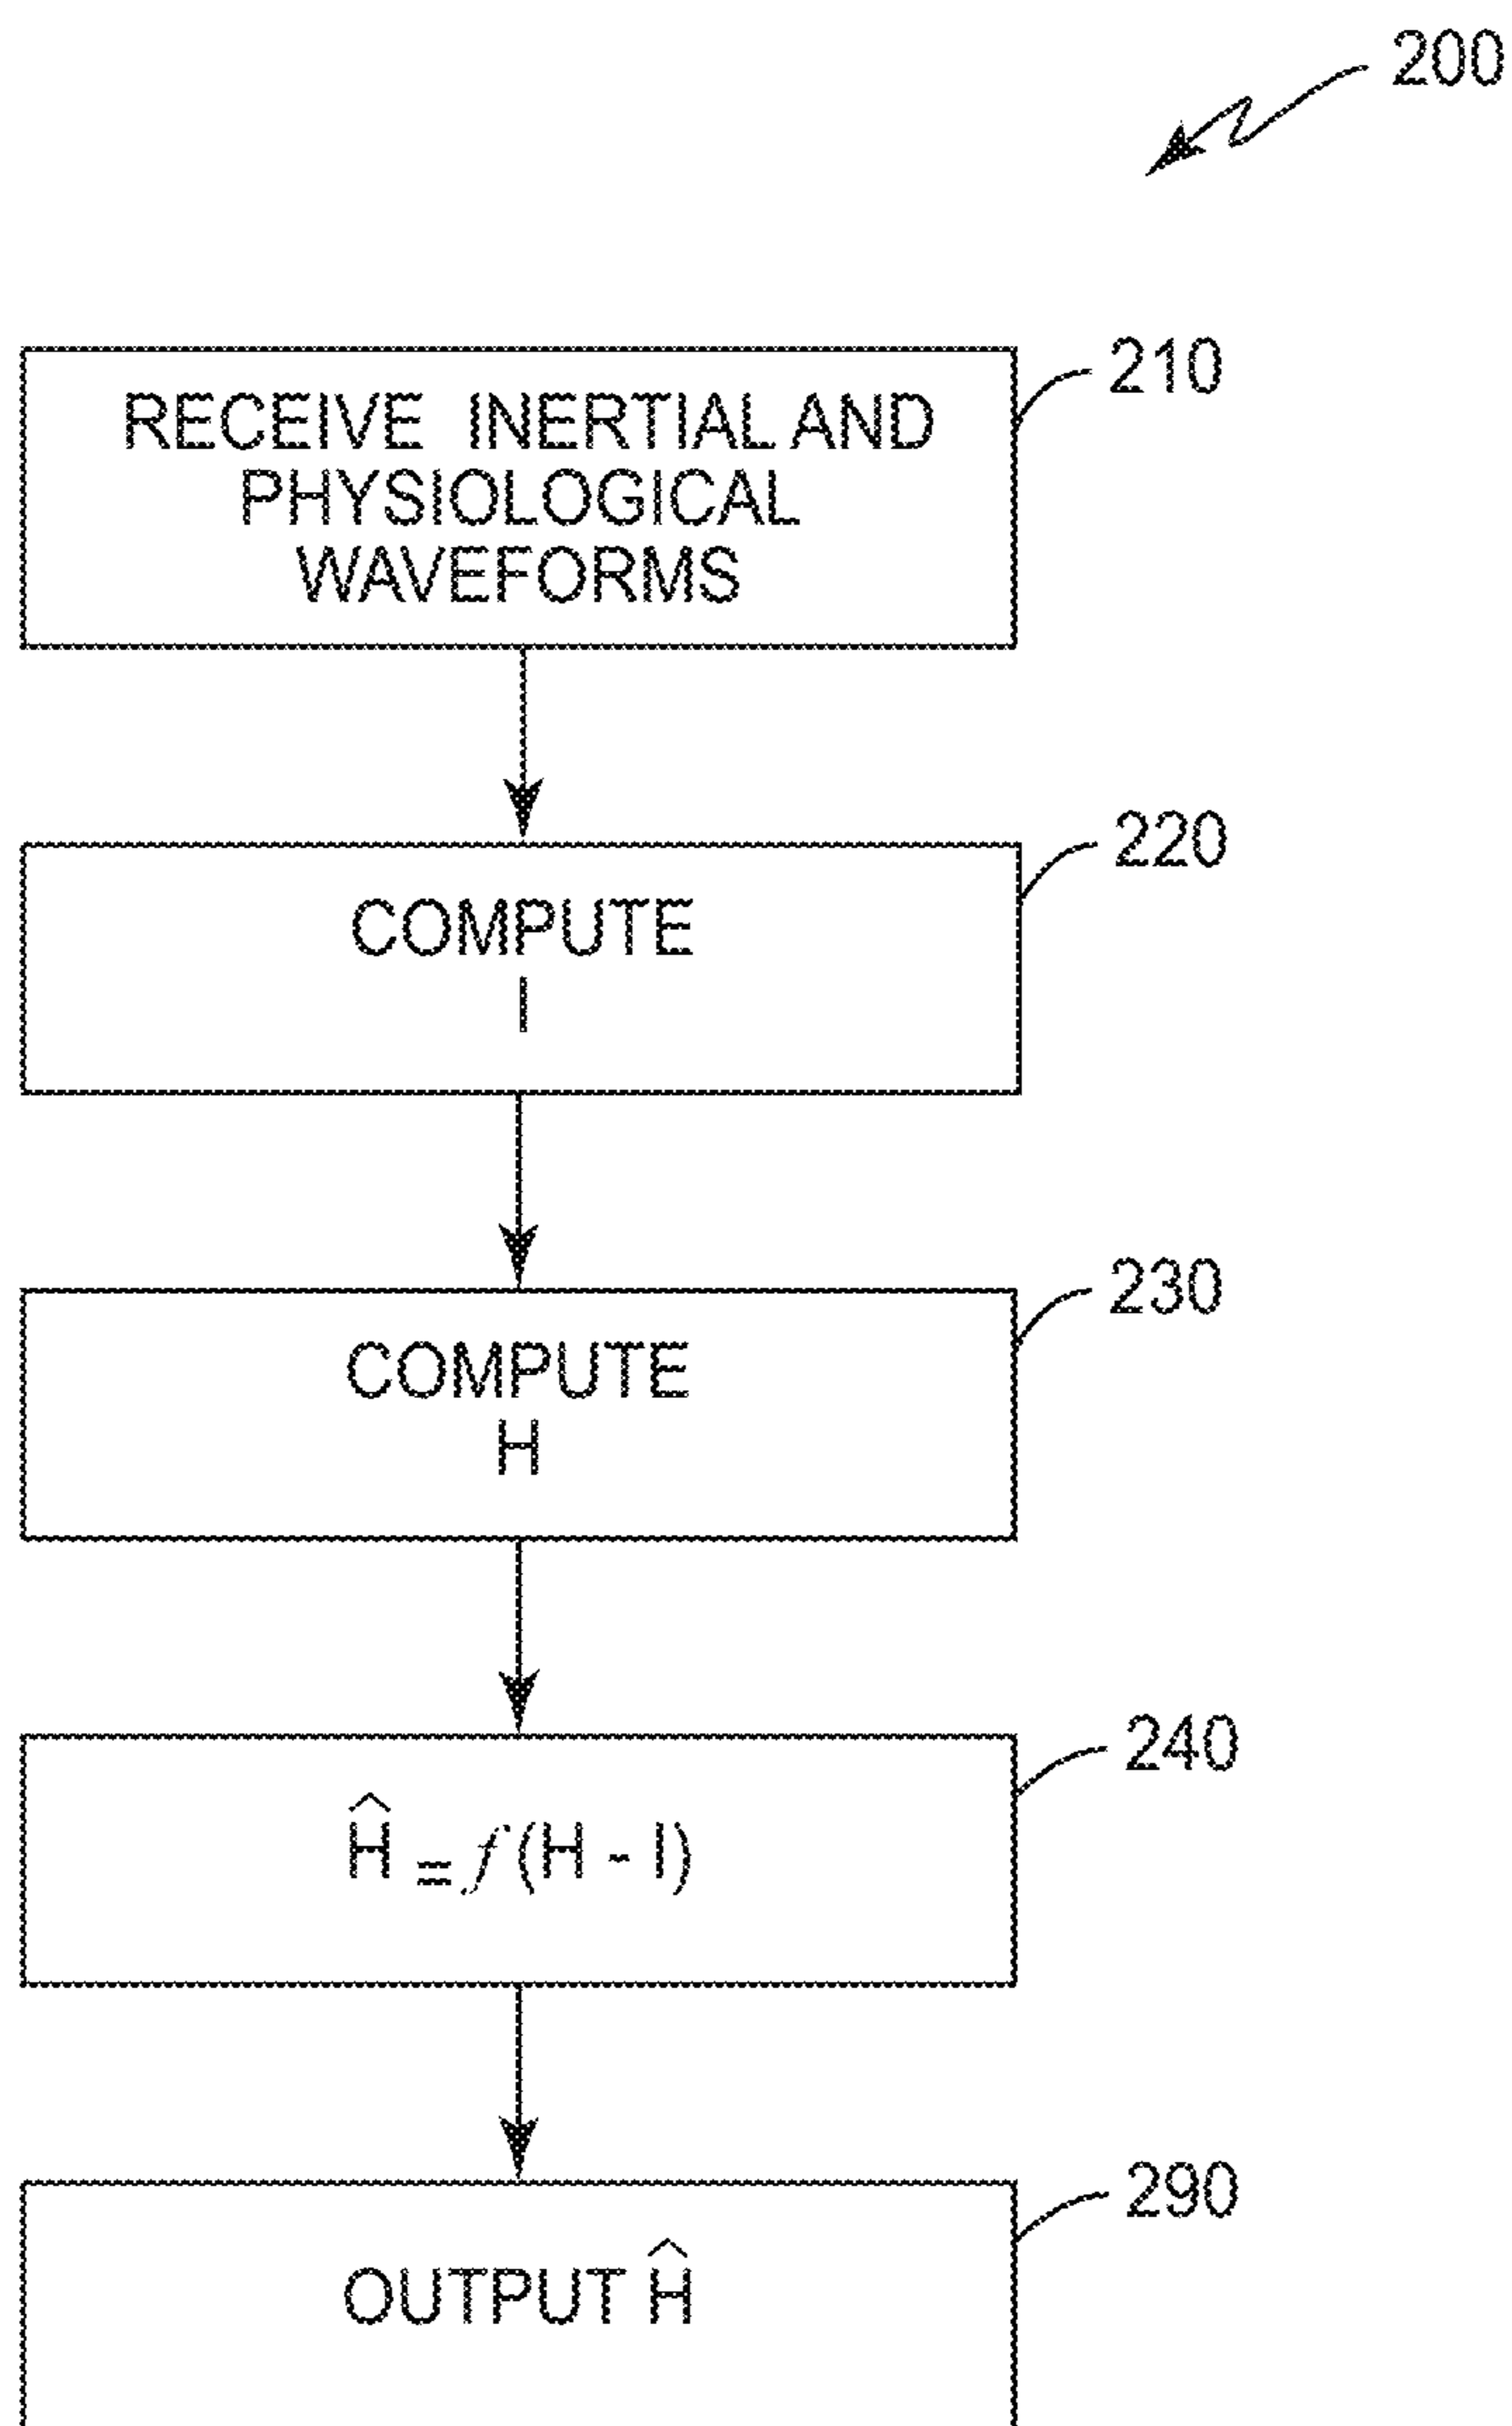 200
210
RECEIVE INERTIAL AND
PHYSIOLOGICAL
WAVEFORMS
220
COMPUTE
I
230
COMPUTE
H
240
Ĥ = f (H - I)
290
OUTPUT Ĥ